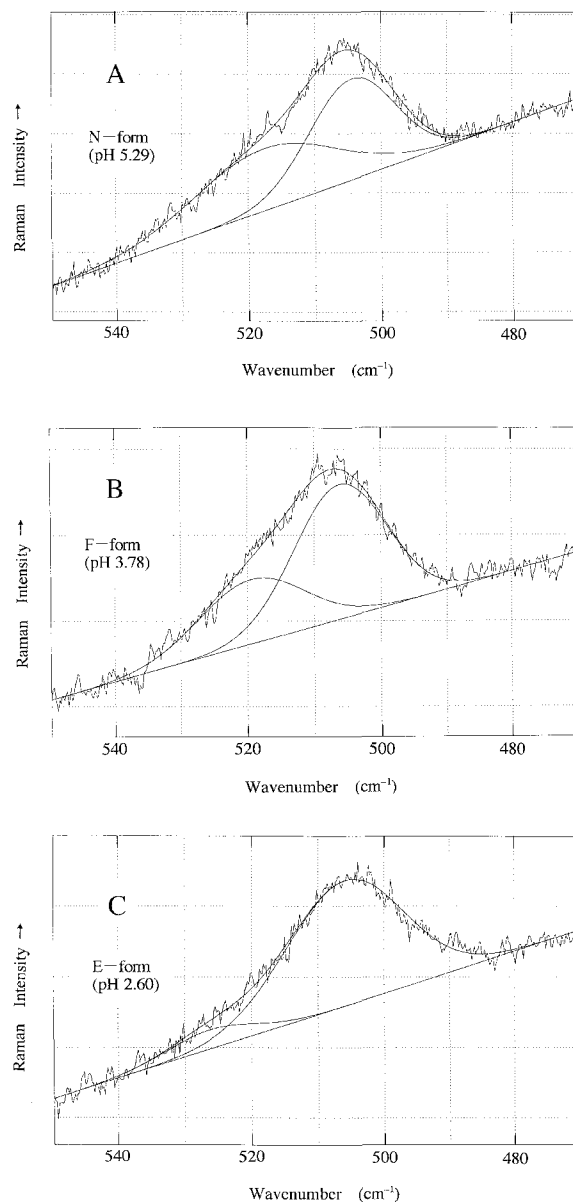 A
N−form
(pH 5.29)
Raman Intensity →
540 520 500 480
Wavenumber (cm⁻¹)
B
F−form
(pH 3.78)
Raman Intensity →
540 520 500 480
Wavenumber (cm⁻¹)
C
E−form
(pH 2.60)
Raman Intensity →
540 520 500 480
Wavenumber (cm⁻¹)